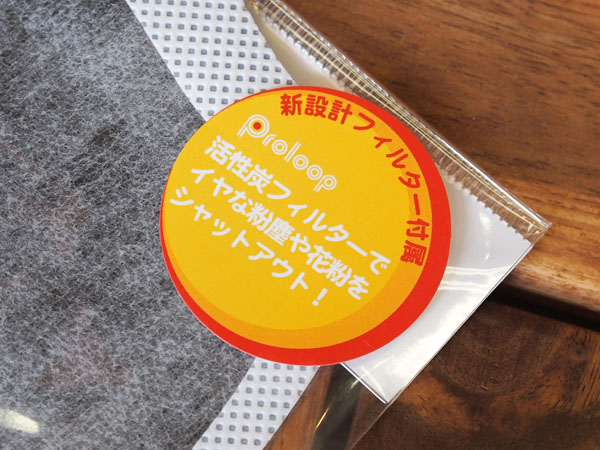 新設計フィルター付属
Proloop
活性炭フィルターで
イヤな粉塵や花粉を
シャットアウト!